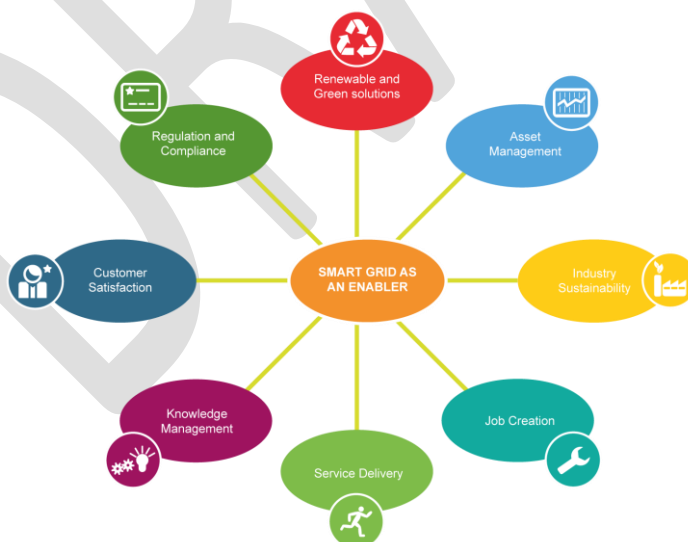 Renewable and
Green solutions
Regulation and
Compliance
Asset
Management
Customer
Satisfaction
SMART GRID AS
AN ENABLER
Industry
Sustainability
Knowledge
Management
Job Creation
Service Delivery